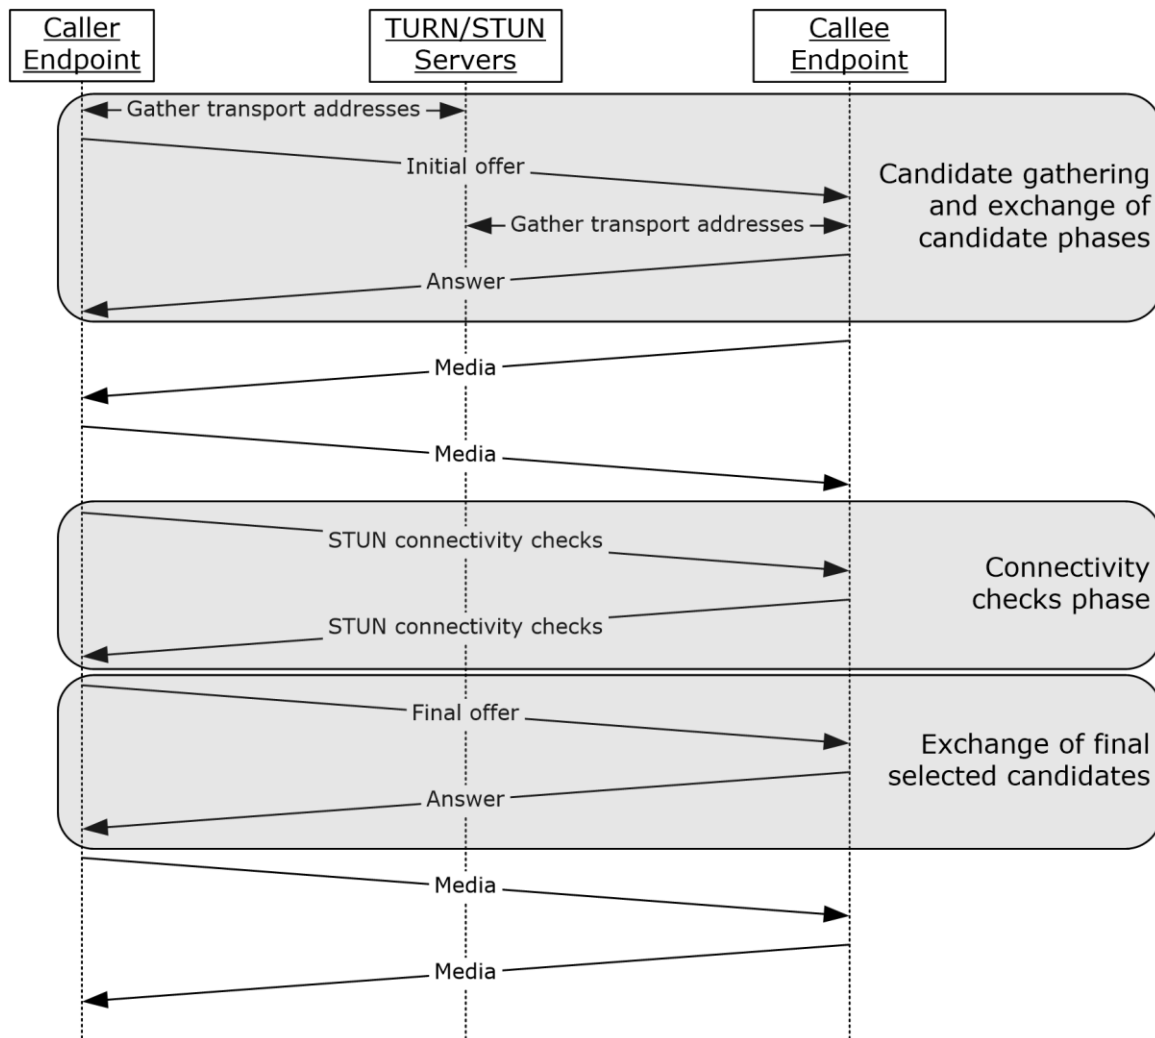 Caller
Endpoint
TURN/STUN
Servers
Callee
Endpoint
Gather transport addresses
Initial offer
Candidate gathering
and exchange of
candidate phases
Gather transport addresses
Answer
Media
Media
STUN connectivity checks
Connectivity
checks phase
STUN connectivity checks
Final offer
Exchange of final
selected candidates
Answer
Media
Media